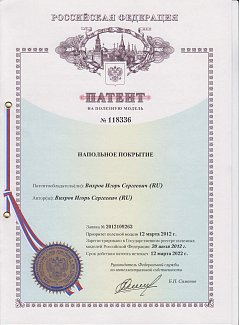 РОССИЙСКАЯ ФЕДЕРАЦИЯ
ПАТЕНТ
НА ПОЛЕЗНУЮ МОДЕЛЬ
№ 118336
НАПОЛЬНОЕ ПОКРЫТИЕ
Патентообладатель(ли): Вихров Игорь Сергеевич (RU)
Автор(ы): Вихров Игорь Сергеевич (RU)
Заявка № 2012109263
Приоритет полезной модели 12 марта 2012 г.
Зарегистрировано в Государственном реестре полезных
моделей Российской Федерации 20 июля 2012 г.
Срок действия патента истекает 12 марта 2022 г.
Руководитель Федеральной службы
по интеллектуальной собственности
Б.П. Симонов